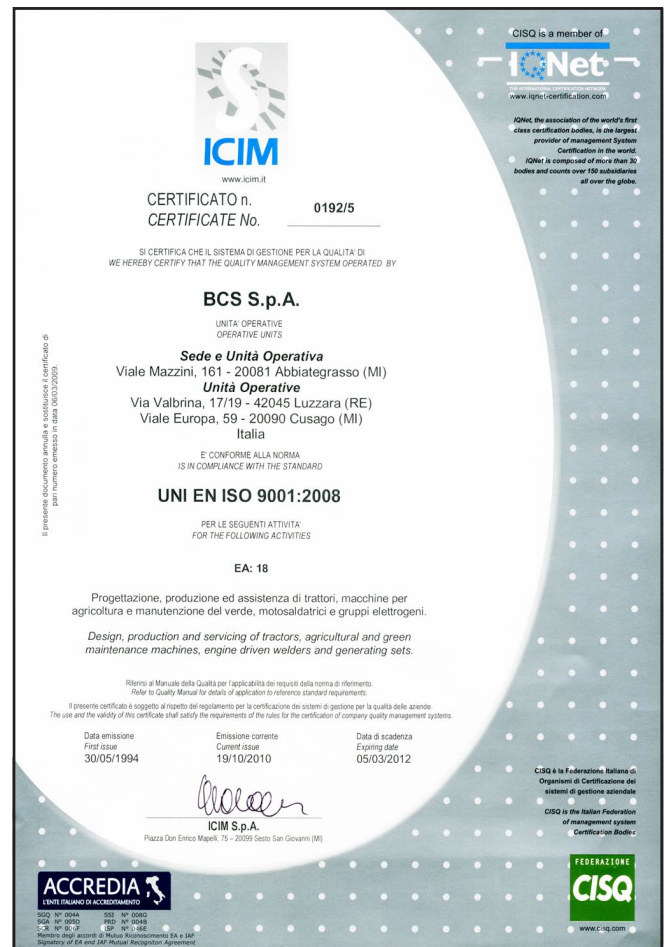 CISQ is a member of
IQNet
THE INTERNATIONAL CERTIFICATION NETWORK
www.iqnet-certification.com
IQNet, the association of the world's first
class certification bodies, is the largest
provider of management System
Certification in the world.
IQNet is composed of more than 30
bodies and counts over 150 subsidiaries
all over the globe.
ICIM
www.icim.it
CERTIFICATO n.
CERTIFICATE No.
0192/5
SI CERTIFICA CHE IL SISTEMA DI GESTIONE PER LA QUALITA' DI
WE HEREBY CERTIFY THAT THE QUALITY MANAGEMENT SYSTEM OPERATED BY
BCS S.p.A.
UNITA' OPERATIVE
OPERATIVE UNITS
Sede e Unità Operativa
Viale Mazzini, 161 - 20081 Abbiategrasso (MI)
Unità Operative
Via Valbrina, 17/19 - 42045 Luzzara (RE)
Viale Europa, 59 - 20090 Cusago (MI)
Italia
E' CONFORME ALLA NORMA
IS IN COMPLIANCE WITH THE STANDARD
UNI EN ISO 9001:2008
PER LE SEGUENTI ATTIVITA'
FOR THE FOLLOWING ACTIVITIES
EA: 18
Progettazione, produzione ed assistenza di trattori, macchine per
agricoltura e manutenzione del verde, motosaldatrici e gruppi elettrogeni.
Design, production and servicing of tractors, agricultural and green
maintenance machines, engine driven welders and generating sets.
Riferirsi al Manuale della Qualità per l'applicabilità dei requisiti della norma di riferimento.
Refer to Quality Manual for details of application to reference standard requirements.
Il presente certificato è soggetto al rispetto del regolamento per la certificazione dei sistemi di gestione per la qualità delle aziende.
The use and the validity of this certificate shall satisfy the requirements of the rules for the certification of company quality management systems.
Data emissione
First issue
30/05/1994
Emissione corrente
Current issue
19/10/2010
Data di scadenza
Expiring date
05/03/2012
ICIM S.p.A.
Piazza Don Enrico Mapelli, 75 – 20099 Sesto San Giovanni (MI)
Il presente documento annulla e sostituisce il certificato di
pari numero emesso in data 06/03/2009.
CISQ è la Federazione Italiana di
Organismi di Certificazione dei
sistemi di gestione aziendale
CISQ is the Italian Federation
of management system
Certification Bodies
FEDERAZIONE
CISQ
www.cisq.com
ACCREDIA
L'ENTE ITALIANO DI ACCREDITAMENTO
SGQ N° 004A SSI N° 008G
SGA N° 005D PRD N° 004B
SCR N° 006F ISP N° 046E
Membro degli accordi di Mutuo Riconoscimento EA e IAF
Signatory of EA end IAF Mutual Recogniton Agreement